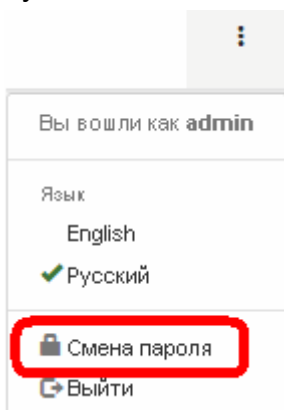 Вы вошли как admin
Язык
English
Русский
Смена пароля
Выйти